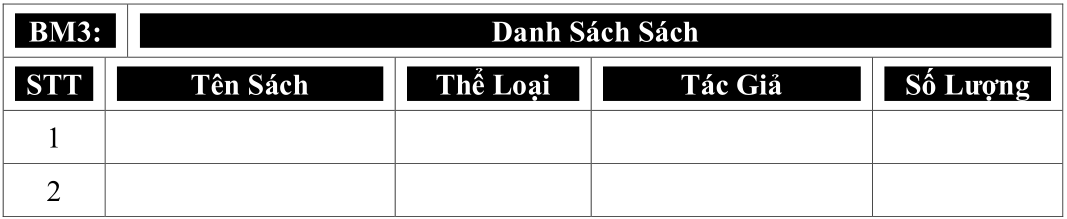 BM3: Danh Sách Sách
STT Tên Sách Thể Loại Tác Giả Số Lượng
1
2